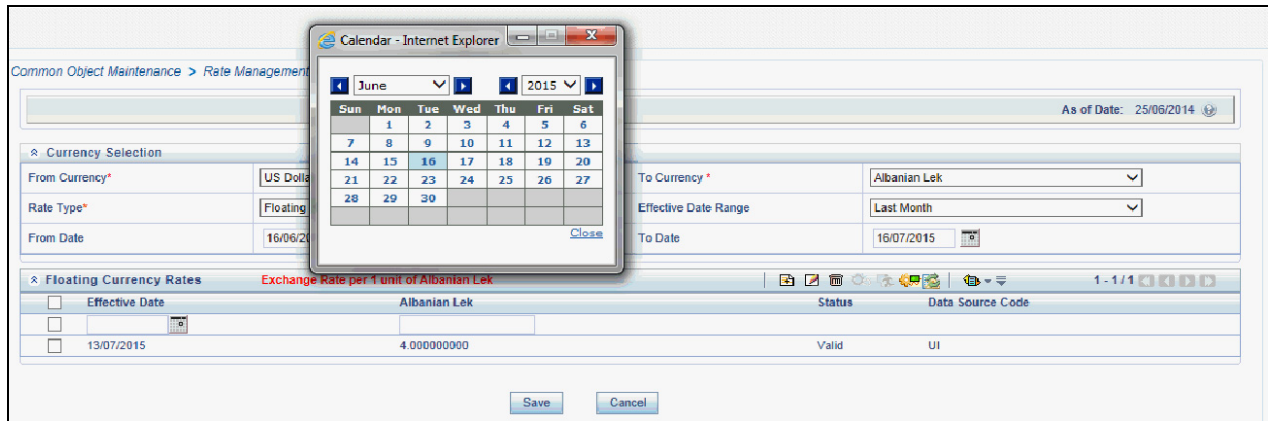 Calendar - Internet Explorer
Common Object Maintenance > Rate Management
June 2015
Sun Mon Tue Wed Thu Fri Sat
1 2 3 4 5 6
7 8 9 10 11 12 13
14 15 16 17 18 19 20
21 22 23 24 25 26 27
28 29 30
Close
As of Date: 25/06/2014
Currency Selection
From Currency* US Dolla To Currency * Albanian Lek
Rate Type* Floating Effective Date Range Last Month
From Date 16/06/20 To Date 16/07/2015
Floating Currency Rates Exchange Rate per 1 unit of Albanian Lek 1 - 1 / 1
Effective Date Albanian Lek Status Data Source Code
13/07/2015 4.000000000 Valid UI
Save Cancel